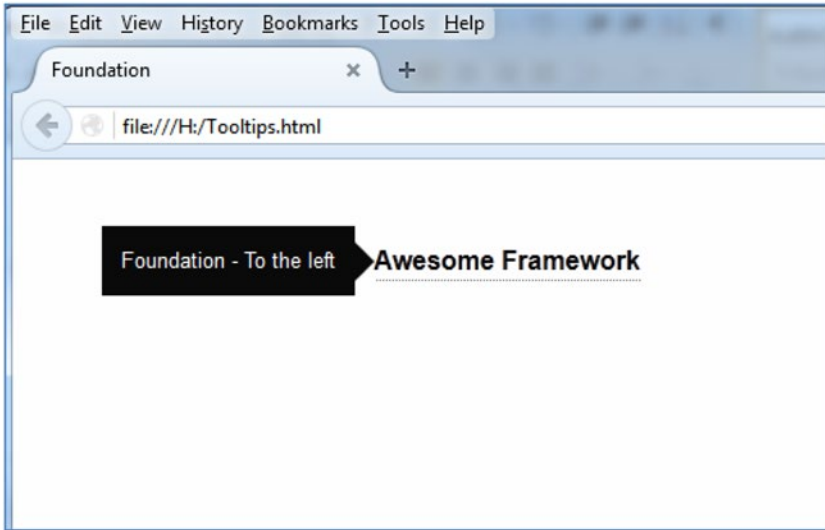 File Edit View History Bookmarks Tools Help
Foundation
file:///H:/Tooltips.html
Foundation - To the left Awesome Framework